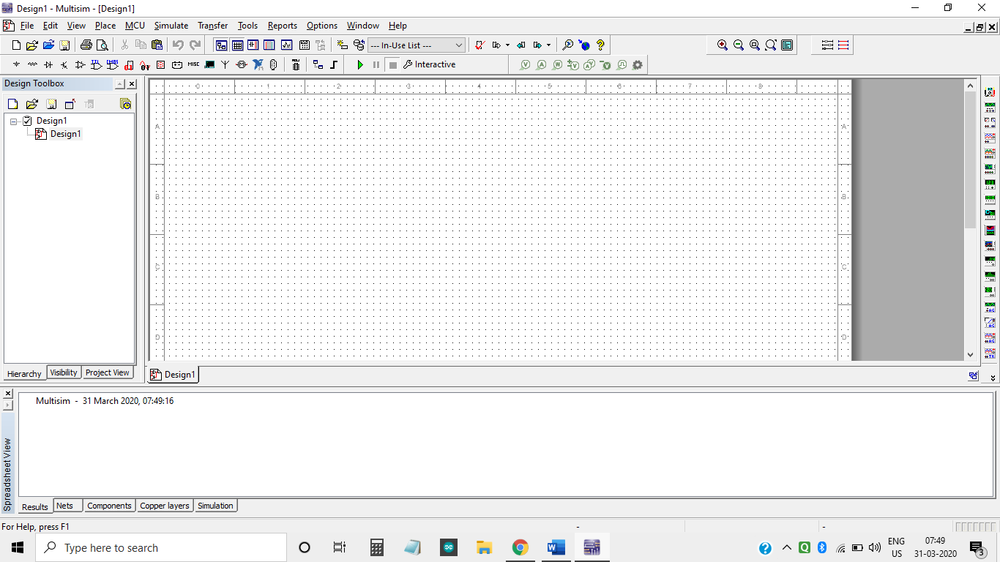 Design1 - Multisim - [Design1]
File Edit View Place MCU Simulate Transfer Tools Reports Options Window Help
--- In-Use List ---
MISC Interactive
Design Toolbox
Design1
Design1
Hierarchy Visibility Project View
0 1 2 3 4 5 6 7 8
A A
B B
C C
D D
Design1
Multisim - 31 March 2020, 07:49:16
Spreadsheet View
Results Nets Components Copper layers Simulation
For Help, press F1 - -
Type here to search
ENG
US
07:49
31-03-2020
3